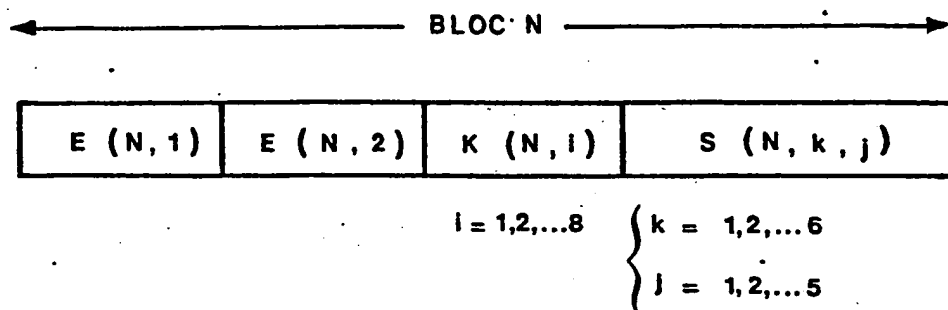 BLOC N
E (N, 1) E (N, 2) K (N, i) S (N, k, j)
i = 1,2,...8 k = 1,2,...6
j = 1,2,...5